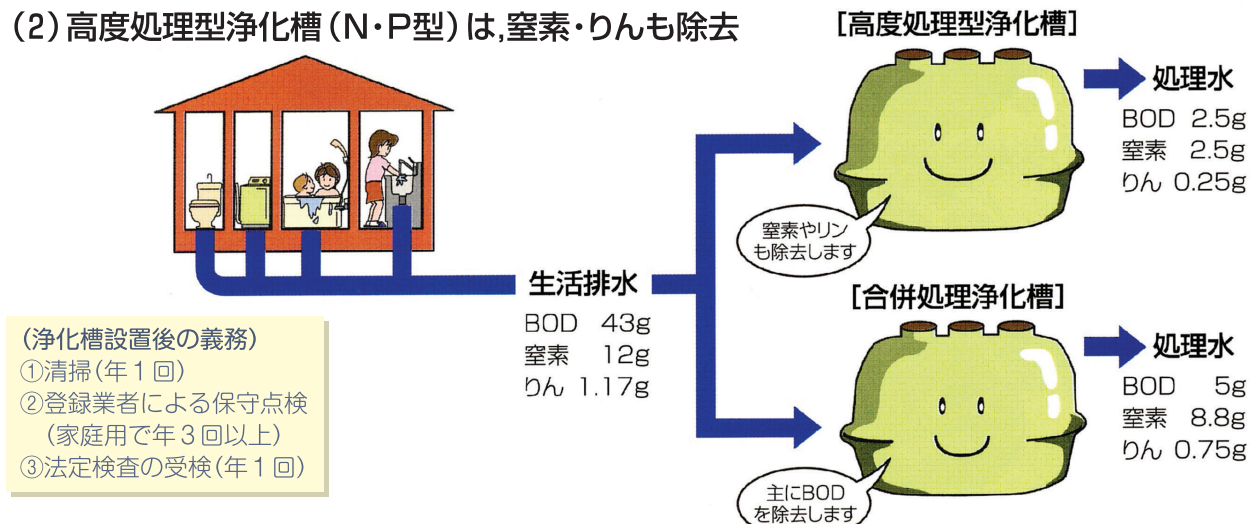 (2)高度処理型浄化槽(N・P型)は,窒素・りんも除去
[高度処理型浄化槽]
処理水
BOD 2.5g
窒素 2.5g
りん 0.25g
窒素やリン
も除去します
生活排水
BOD 43g
窒素 12g
りん 1.17g
[合併処理浄化槽]
処理水
BOD 5g
窒素 8.8g
りん 0.75g
主にBOD
を除去します
(浄化槽設置後の義務)
①清掃(年1回)
②登録業者による保守点検
(家庭用で年3回以上)
③法定検査の受検(年1回)